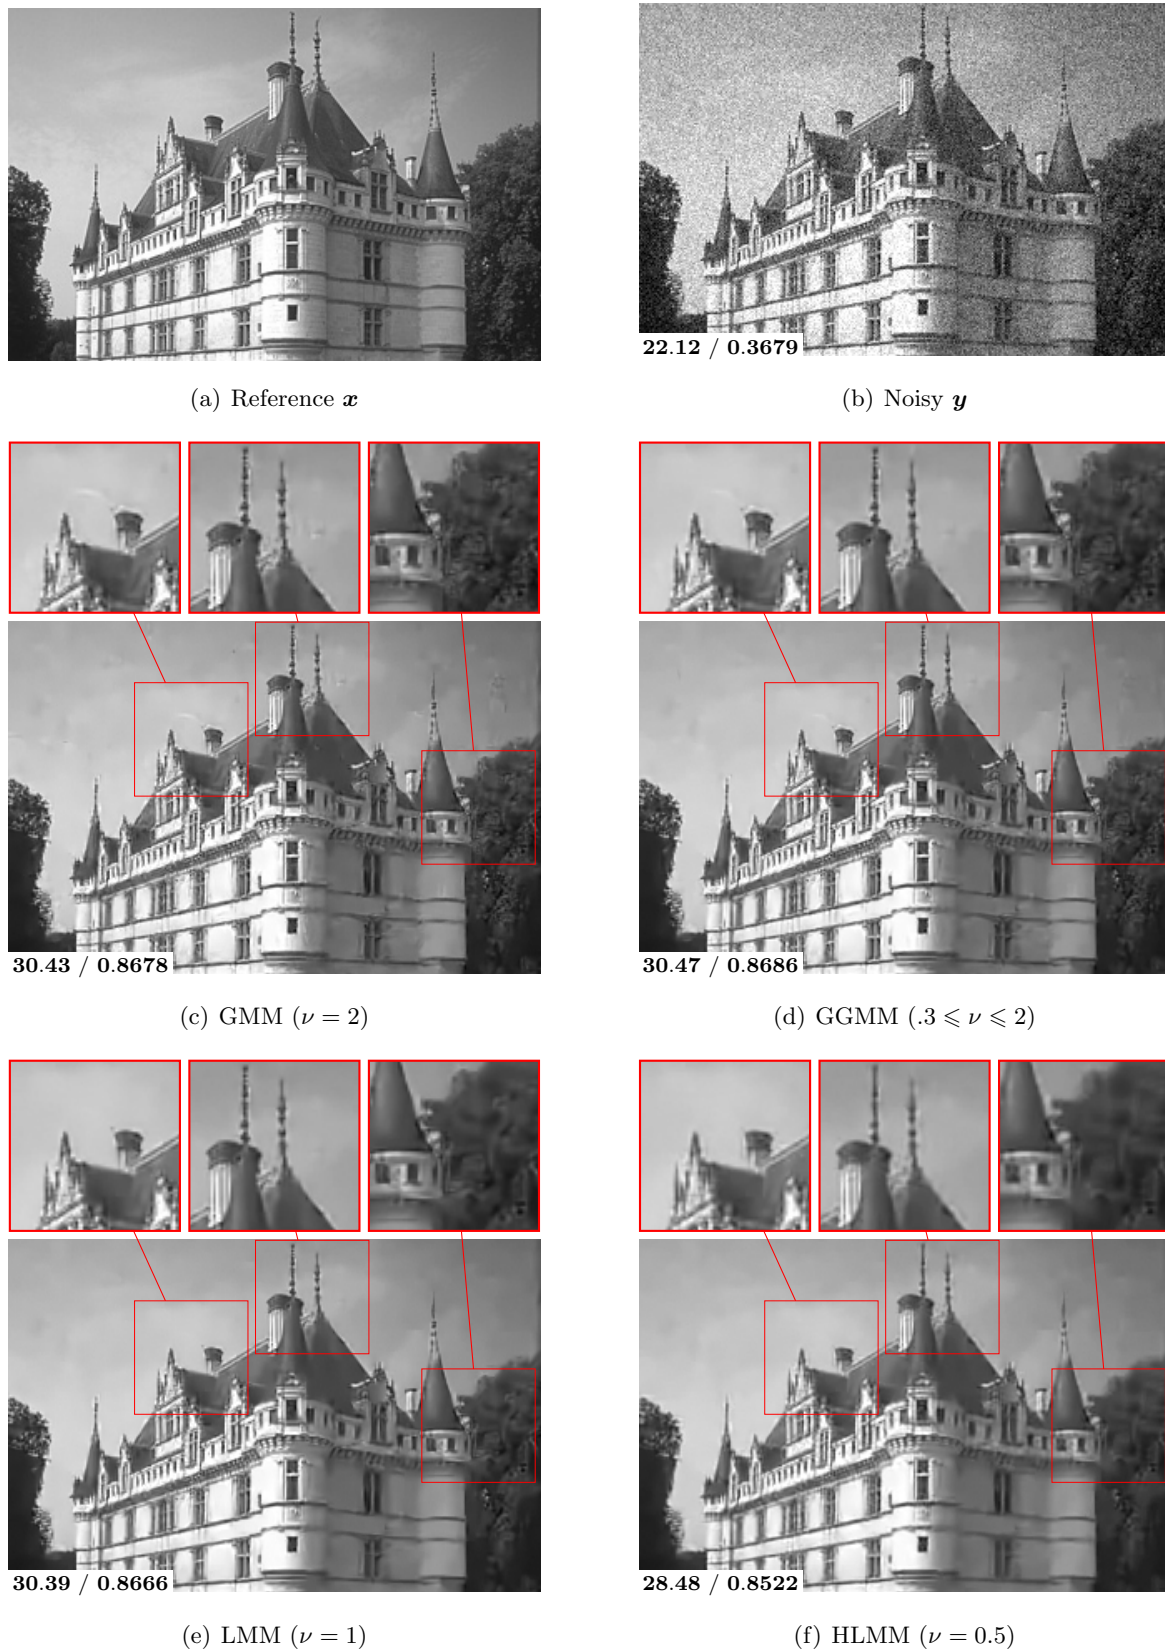 22.12 / 0.3679
(a) Reference x
(b) Noisy y
30.43 / 0.8678
30.47 / 0.8686
(c) GMM (ν = 2)
(d) GGMM (.3 ⩽ ν ⩽ 2)
30.39 / 0.8666
28.48 / 0.8522
(e) LMM (ν = 1)
(f) HLMM (ν = 0.5)